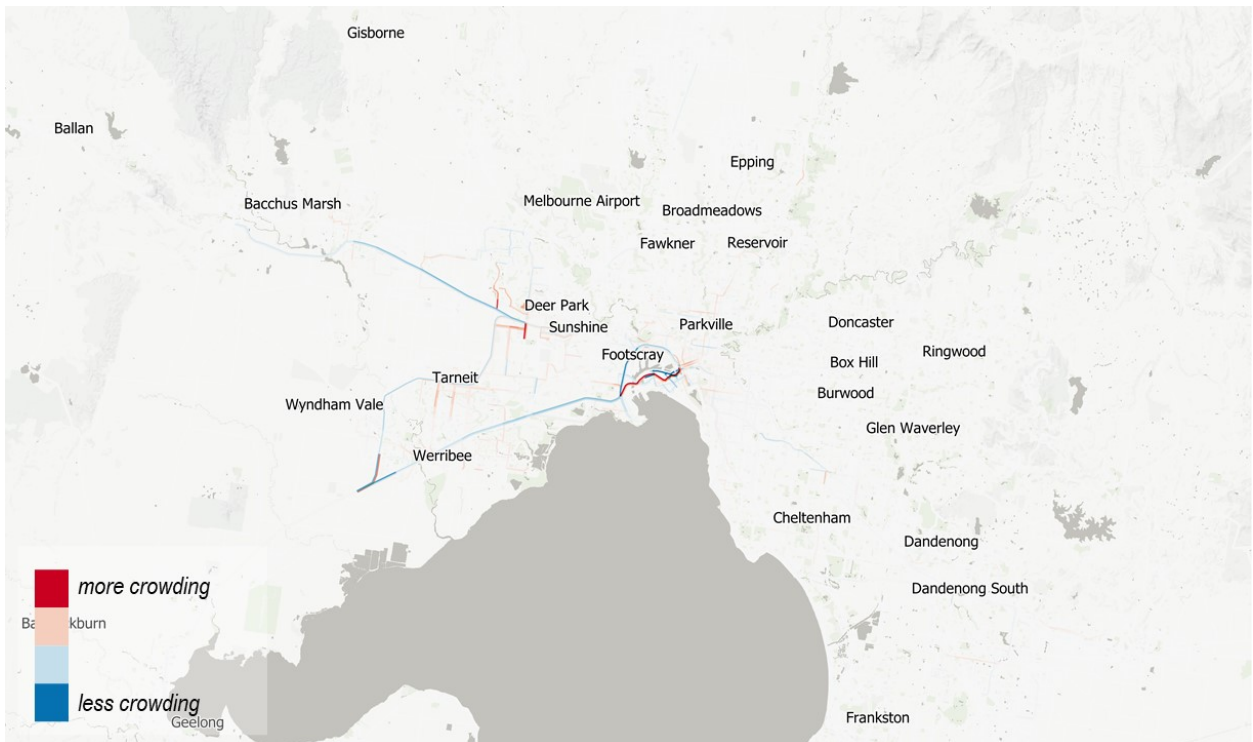 Gisborne
Ballan
Epping
Bacchus Marsh
Melbourne Airport
Broadmeadows
Fawkner
Reservoir
Deer Park
Sunshine
Parkville
Doncaster
Footscray
Box Hill
Ringwood
Tarneit
Burwood
Wyndham Vale
Glen Waverley
Werribee
Cheltenham
Dandenong
Dandenong South
more crowding
less crowding
Geelong
Frankston